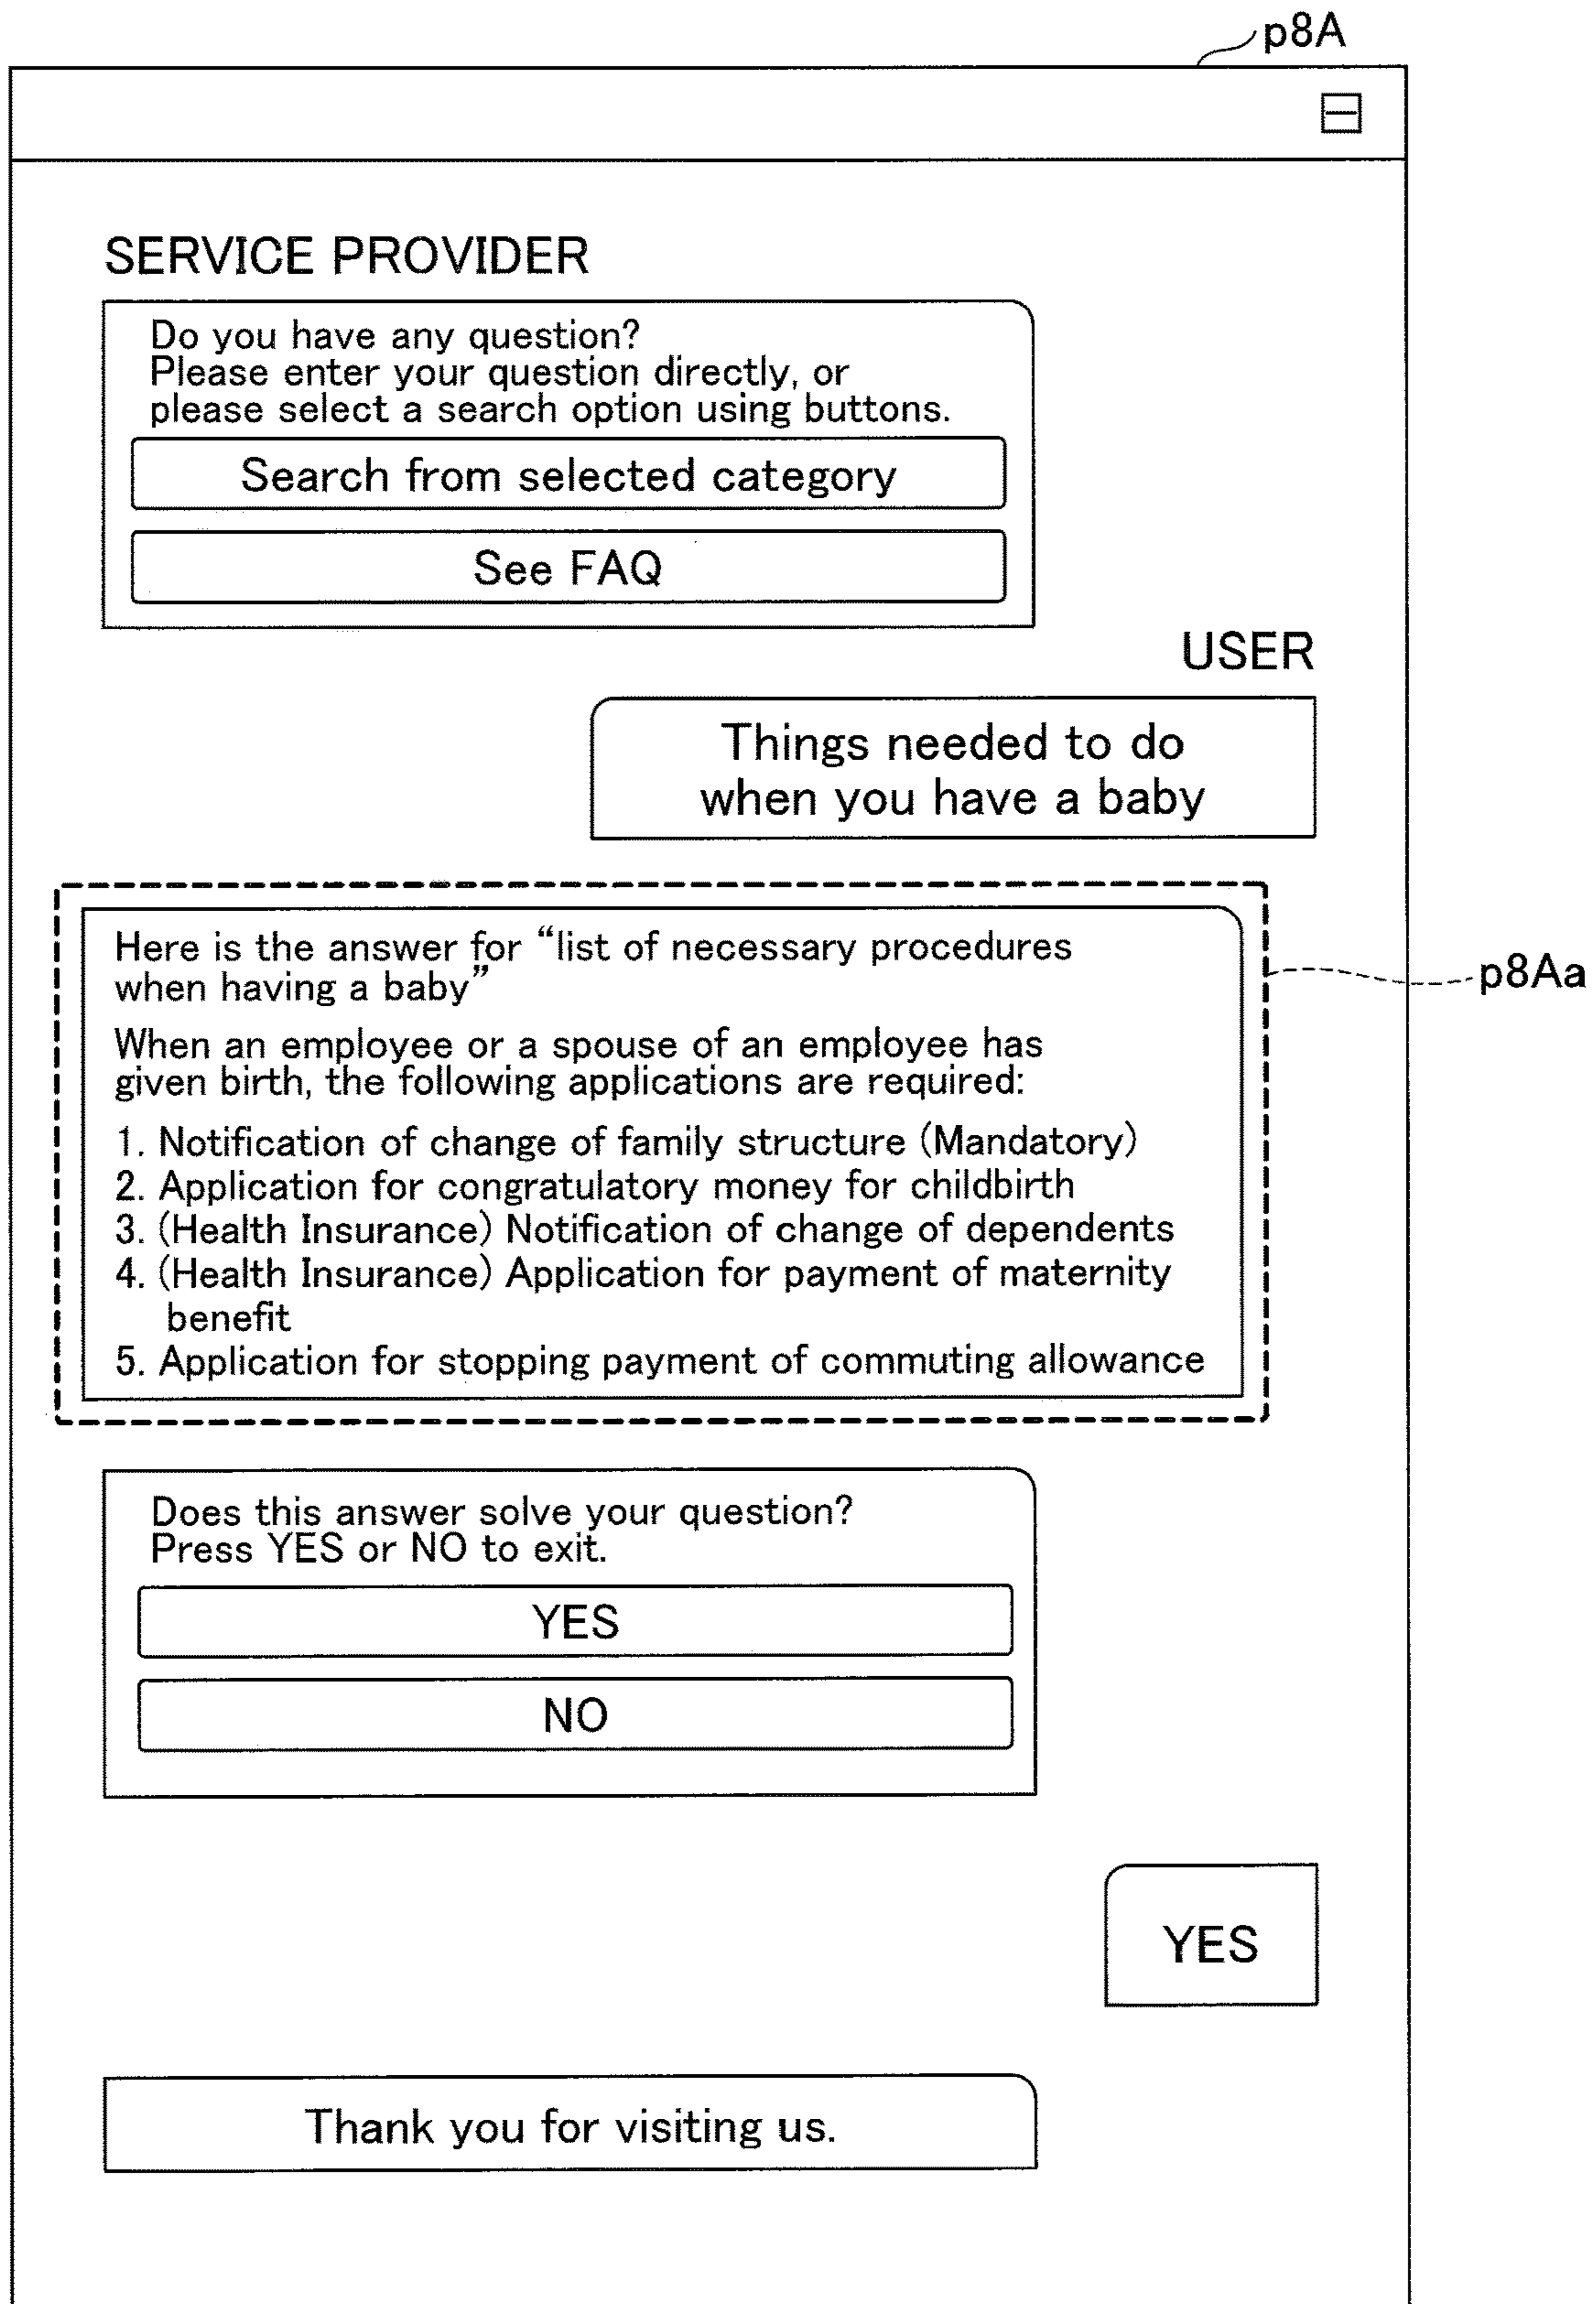 p8A
SERVICE PROVIDER
Do you have any question?
Please enter your question directly, or
please select a search option using buttons.
Search from selected category
See FAQ
USER
Things needed to do
when you have a baby
Here is the answer for “list of necessary procedures
when having a baby”
p8Aa
When an employee or a spouse of an employee has
given birth, the following applications are required:
1. Notification of change of family structure (Mandatory)
2. Application for congratulatory money for childbirth
3. (Health Insurance) Notification of change of dependents
4. (Health Insurance) Application for payment of maternity
benefit
5. Application for stopping payment of commuting allowance
Does this answer solve your question?
Press YES or NO to exit.
YES
NO
YES
Thank you for visiting us.